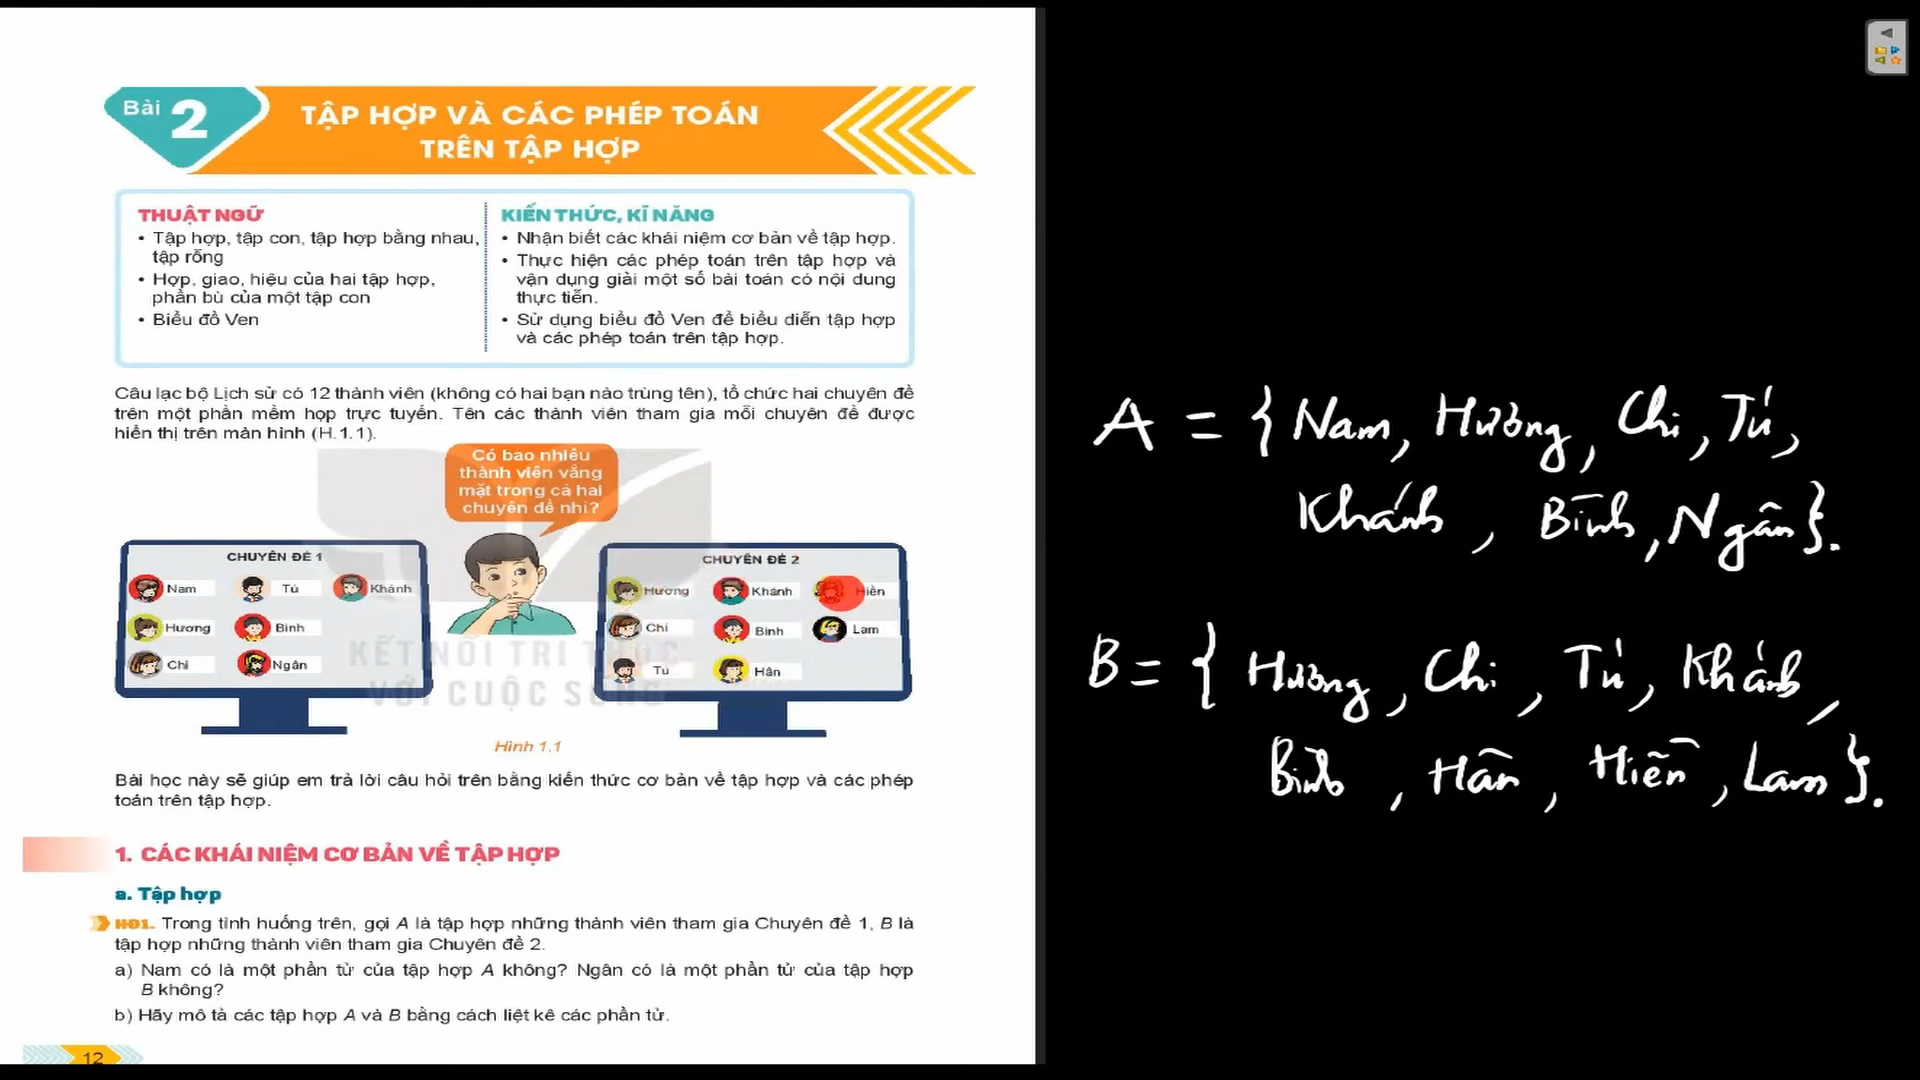 Bài 2
TẬP HỢP VÀ CÁC PHÉP TOÁN
TRÊN TẬP HỢP
THUẬT NGỮ
• Tập hợp, tập con, tập hợp bằng nhau,
tập rỗng
• Hợp, giao, hiệu của hai tập hợp,
phần bù của một tập con
• Biểu đồ Ven
KIẾN THỨC, KĨ NĂNG
• Nhận biết các khái niệm cơ bản về tập hợp.
• Thực hiện các phép toán trên tập hợp và
vận dụng giải một số bài toán có nội dung
thực tiễn.
• Sử dụng biểu đồ Ven để biểu diễn tập hợp
và các phép toán trên tập hợp.
Câu lạc bộ Lịch sử có 12 thành viên (không có hai bạn nào trùng tên), tổ chức hai chuyên đề
trên một phần mềm họp trực tuyến. Tên các thành viên tham gia mỗi chuyên đề được
hiển thị trên màn hình (H.1.1).
Có bao nhiêu
thành viên vắng
mặt trong cả hai
chuyên đề nhỉ?
CHUYÊN ĐỀ 1
Nam Tú Khánh
Hương Bình
Chi Ngân
CHUYÊN ĐỀ 2
Hương Khánh Hiền
Chi Bình Lam
Tú Hân
KẾT NỐI TRI THỨC
VỚI CUỘC SỐNG
Hình 1.1
Bài học này sẽ giúp em trả lời câu hỏi trên bằng kiến thức cơ bản về tập hợp và các phép
toán trên tập hợp.
1. CÁC KHÁI NIỆM CƠ BẢN VỀ TẬP HỢP
a. Tập hợp
HĐ1. Trong tình huống trên, gọi A là tập hợp những thành viên tham gia Chuyên đề 1, B là
tập hợp những thành viên tham gia Chuyên đề 2.
a) Nam có là một phần tử của tập hợp A không? Ngân có là một phần tử của tập hợp
B không?
b) Hãy mô tả các tập hợp A và B bằng cách liệt kê các phần tử.
12
A = { Nam, Hương, Chi, Tú,
Khánh, Bình, Ngân }.
B = { Hương, Chi, Tú, Khánh,
Bình, Hân, Hiền, Lam }.